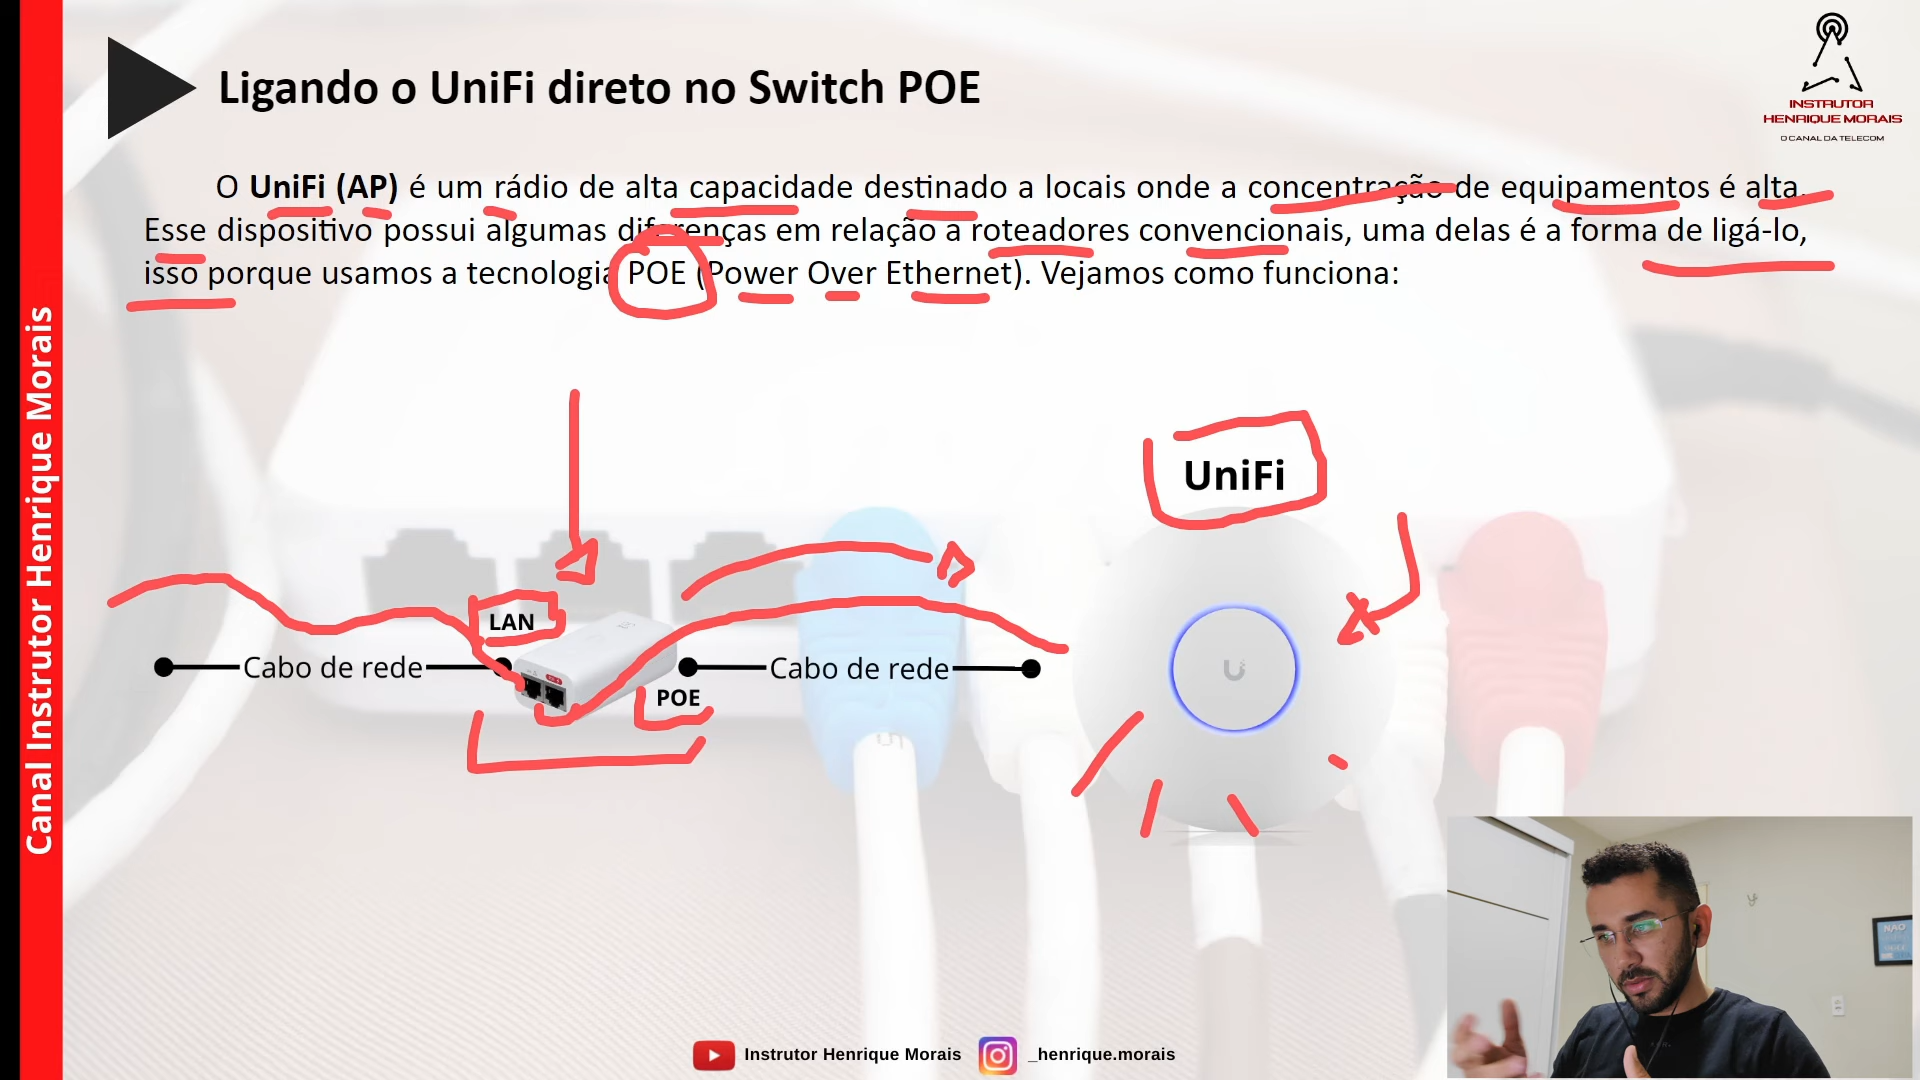 Ligando o UniFi direto no Switch POE
INSTRUTOR
HENRIQUE MORAIS
O CANAL DA TELECOM
O UniFi (AP) é um rádio de alta capacidade destinado a locais onde a concentração de equipamentos é alta.
Esse dispositivo possui algumas diferenças em relação a roteadores convencionais, uma delas é a forma de ligá-lo,
isso porque usamos a tecnologia POE (Power Over Ethernet). Vejamos como funciona:
Canal Instrutor Henrique Morais
UniFi
LAN
Cabo de rede
Cabo de rede
POE
NÃO
Instrutor Henrique Morais
_henrique.morais